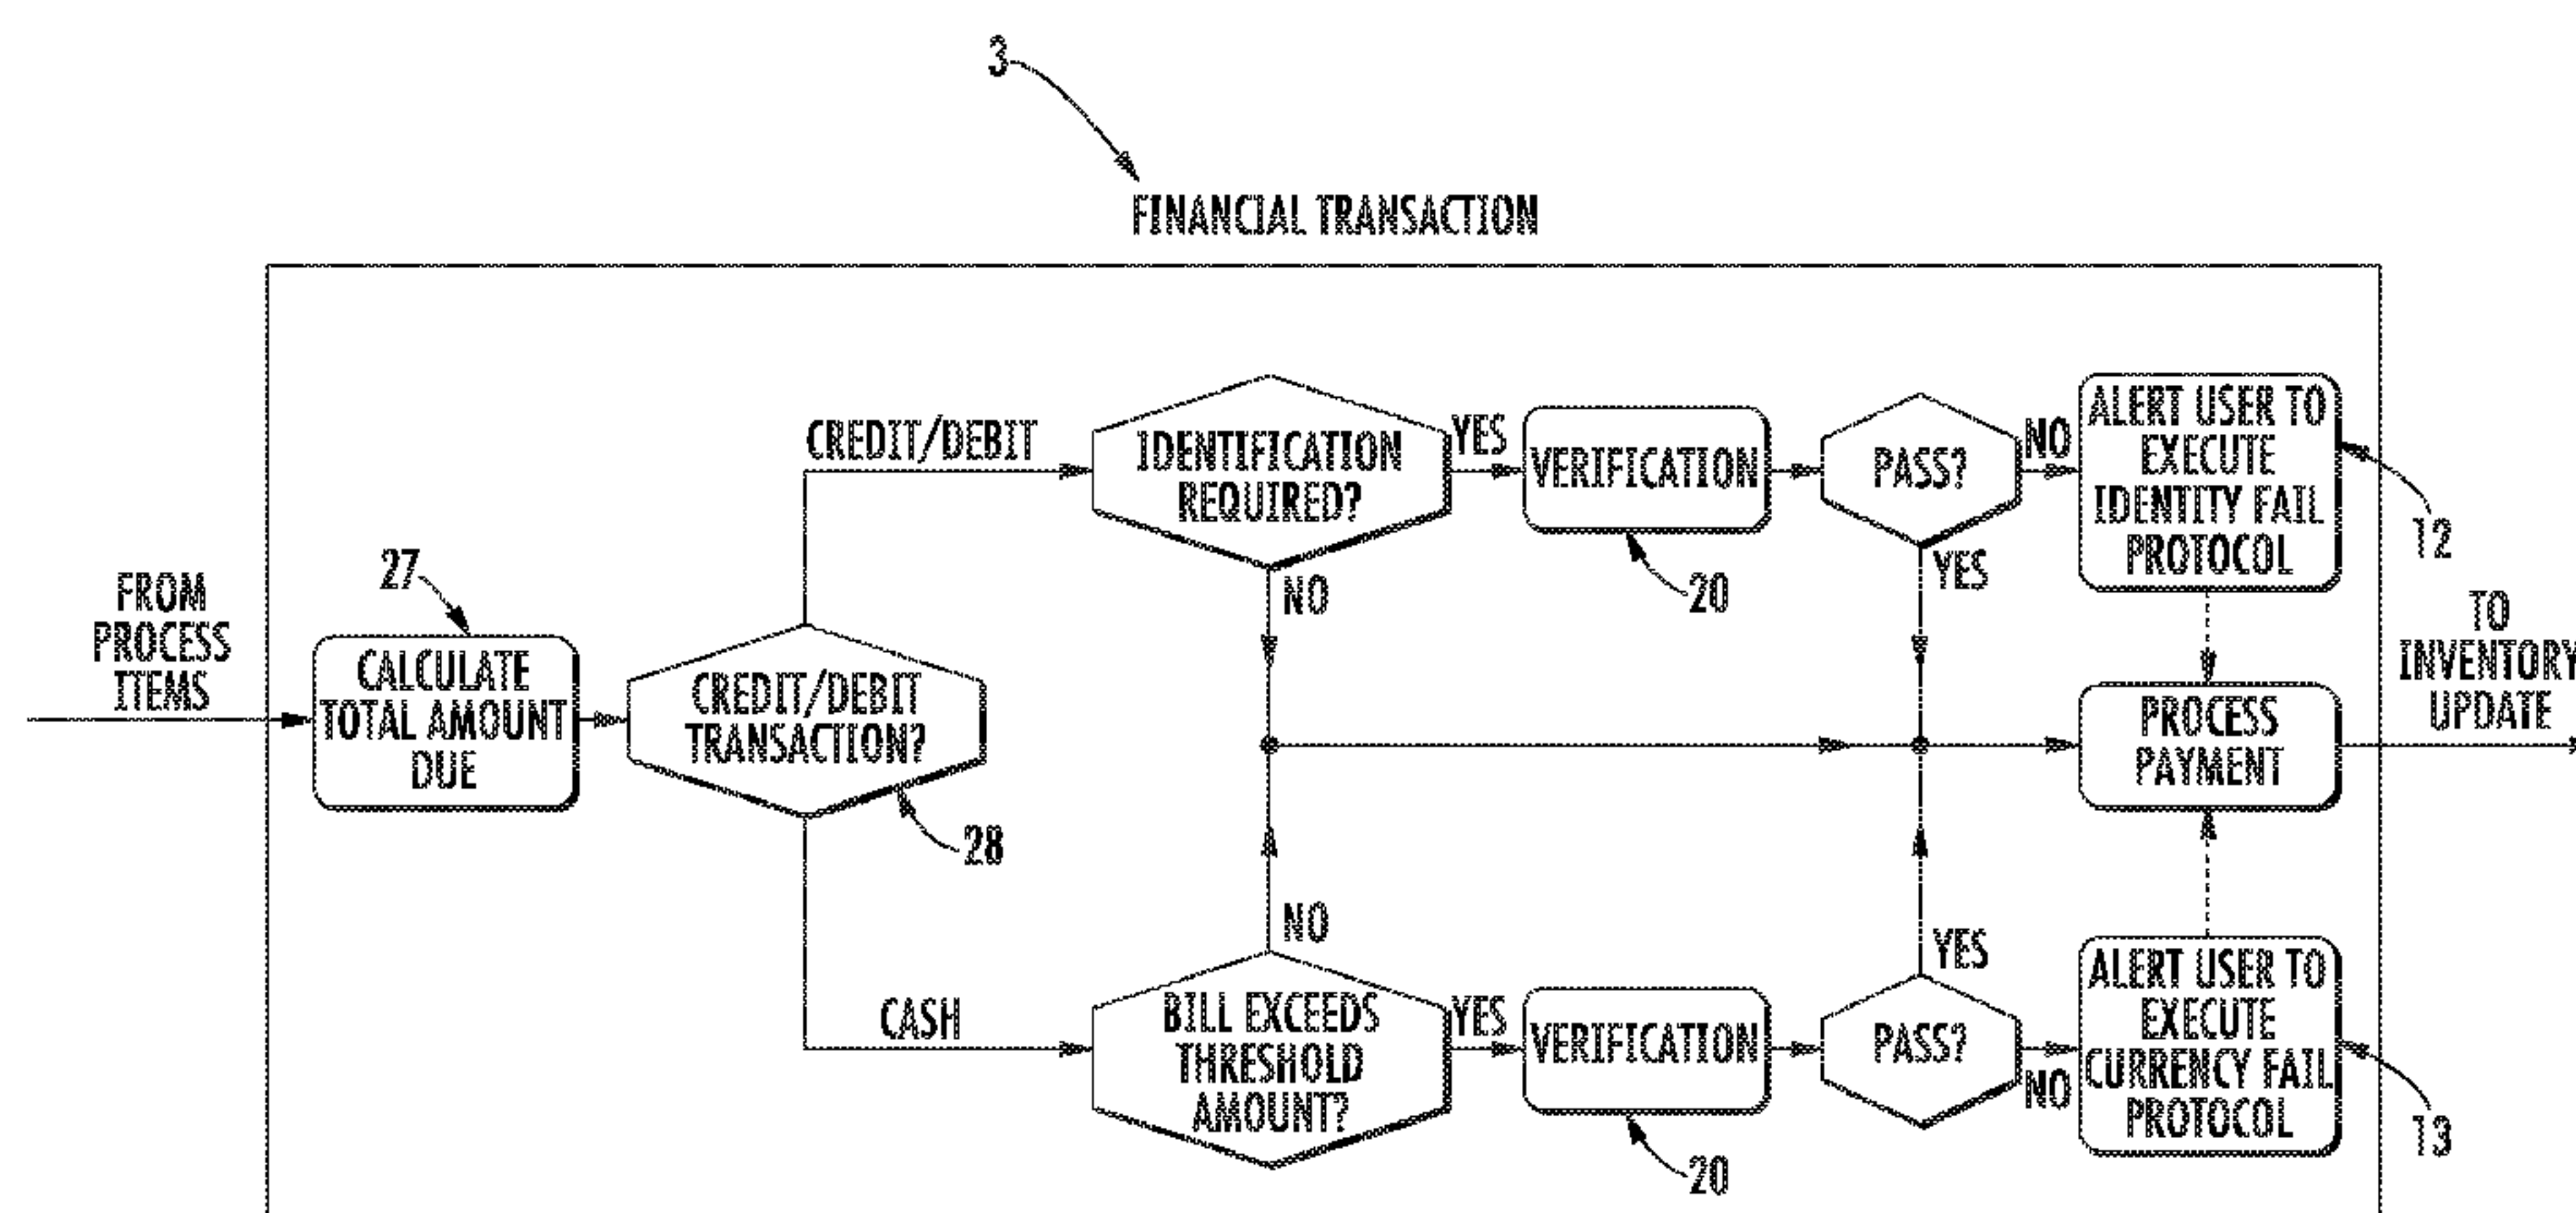 3
FINANCIAL TRANSACTION
FROM
PROCESS
ITEMS
27
CALCULATE
TOTAL AMOUNT
DUE
CREDIT/DEBIT
TRANSACTION?
28
CREDIT/DEBIT
IDENTIFICATION
REQUIRED?
YES
NO
VERIFICATION
20
PASS?
NO
YES
ALERT USER TO
EXECUTE
IDENTITY FAIL
PROTOCOL
12
CASH
BILL EXCEEDS
THRESHOLD
AMOUNT?
NO
YES
VERIFICATION
20
PASS?
YES
NO
ALERT USER TO
EXECUTE
CURRENCY FAIL
PROTOCOL
13
PROCESS
PAYMENT
TO
INVENTORY
UPDATE